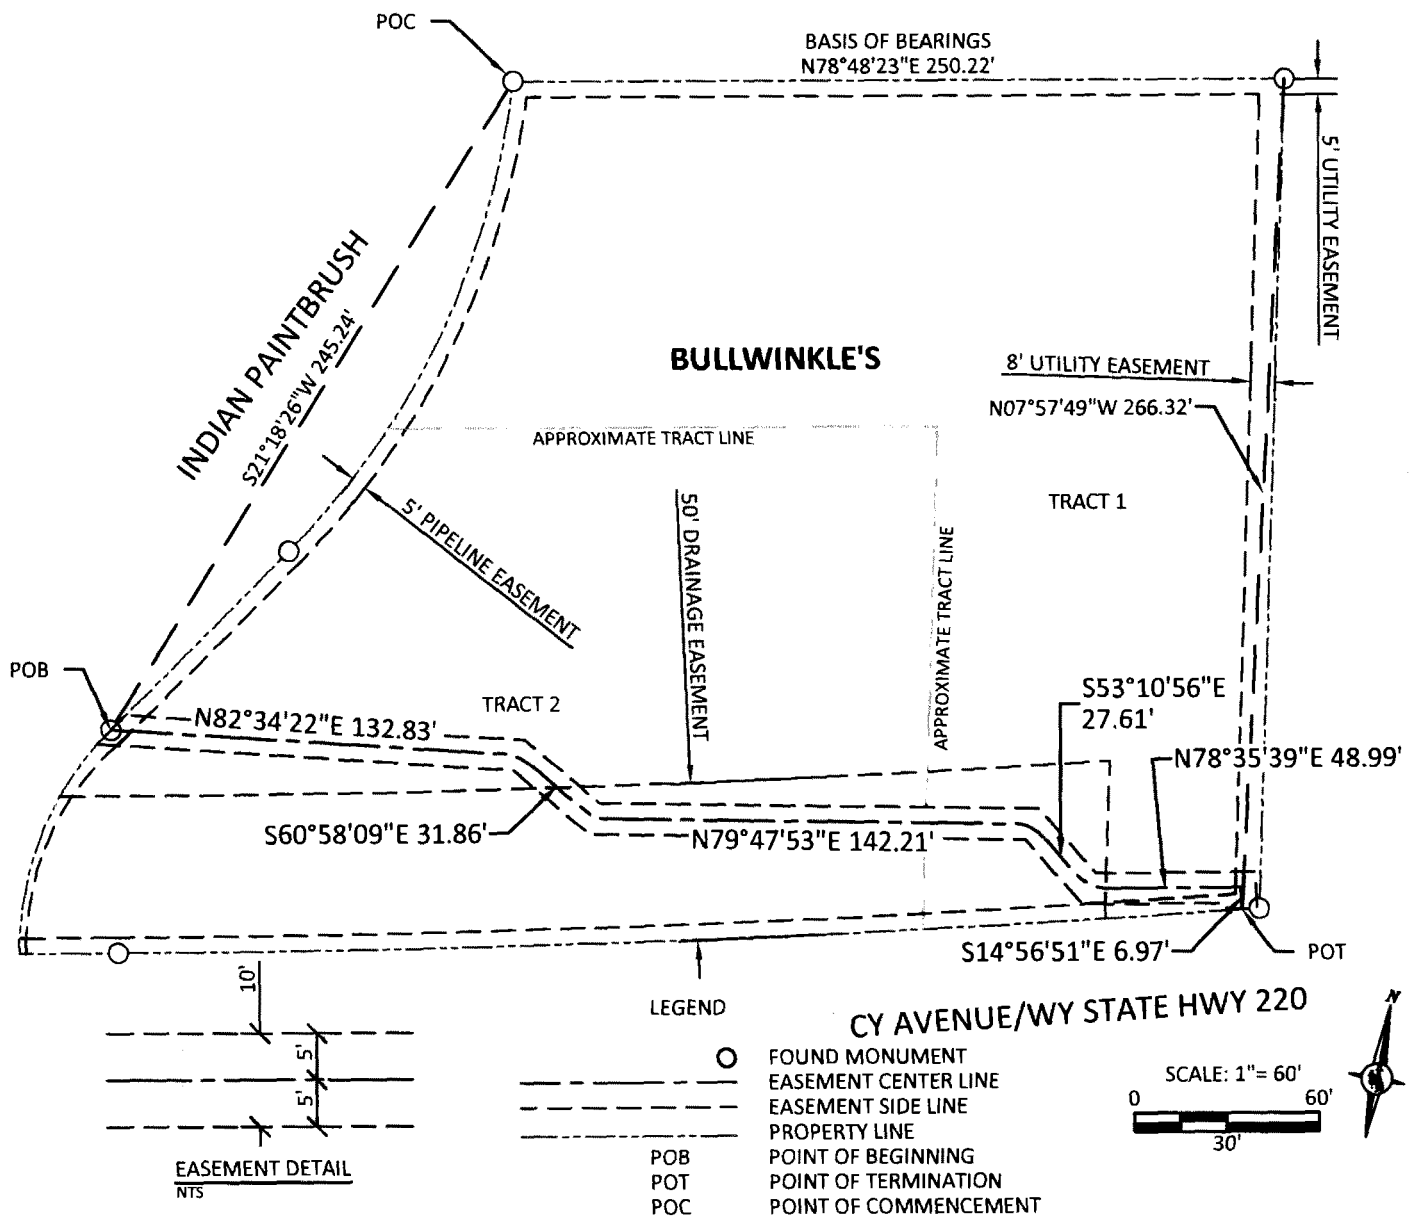 POC
BASIS OF BEARINGS
N78°48'23"E 250.22'
5' UTILITY EASEMENT
INDIAN PAINTBRUSH
S21°18'26"W 245.24'
BULLWINKLE'S
8' UTILITY EASEMENT
N07°57'49"W 266.32'
APPROXIMATE TRACT LINE
TRACT 1
5' PIPELINE EASEMENT
50' DRAINAGE EASEMENT
APPROXIMATE TRACT LINE
POB
TRACT 2
S53°10'56"E
27.61'
N82°34'22"E 132.83'
N78°35'39"E 48.99'
S60°58'09"E 31.86'
N79°47'53"E 142.21'
S14°56'51"E 6.97'
POT
10'
5'
5'
EASEMENT DETAIL
NTS
CY AVENUE/WY STATE HWY 220
LEGEND
FOUND MONUMENT
EASEMENT CENTER LINE
EASEMENT SIDE LINE
PROPERTY LINE
POB POINT OF BEGINNING
POT POINT OF TERMINATION
POC POINT OF COMMENCEMENT
N
SCALE: 1"= 60'
0 60'
30'